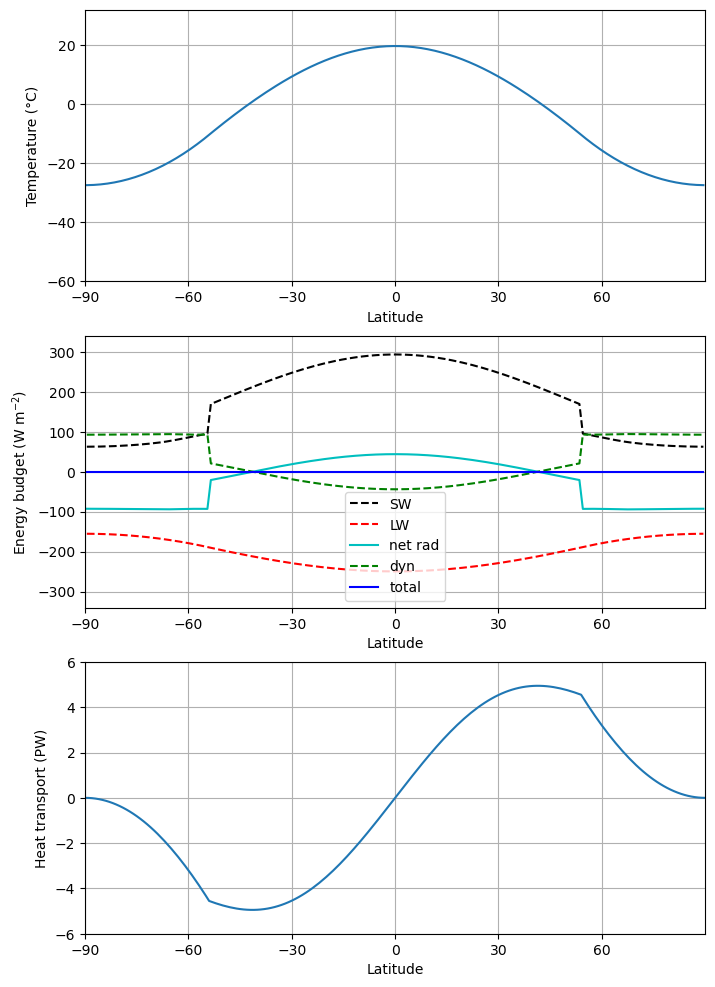 20
0
−20
−40
−60
Temperature (°C)
−90 −60 −30 0 30 60
Latitude
300
200
100
0
−100
−200
−300
Energy budget (W m⁻²)
SW
LW
net rad
dyn
total
−90 −60 −30 0 30 60
Latitude
6
4
2
0
−2
−4
−6
Heat transport (PW)
−90 −60 −30 0 30 60
Latitude